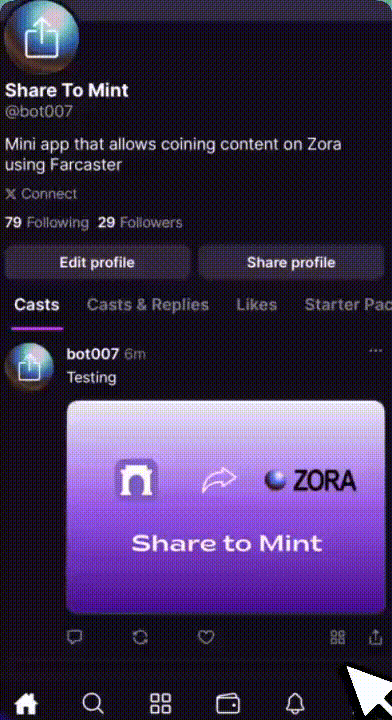 Share To Mint
@bot007
Mini app that allows coining content on Zora
using Farcaster
X Connect
79 Following 29 Followers
Edit profile Share profile
Casts Casts & Replies Likes Starter Pac
bot007 6m
Testing
ZORA
Share to Mint